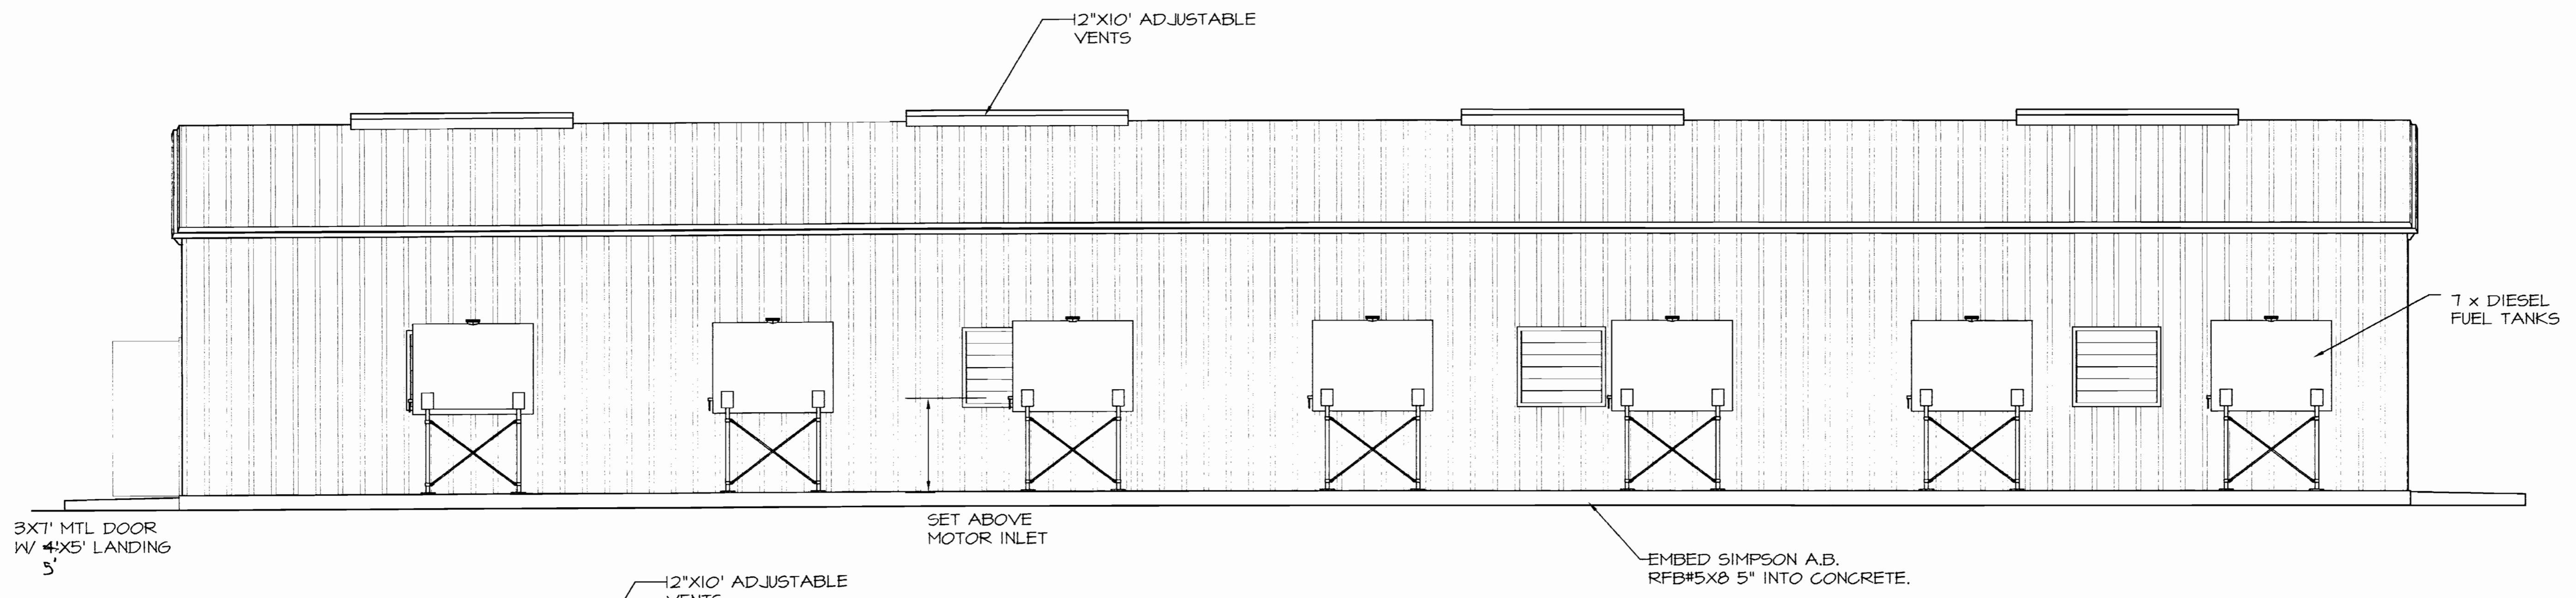 12"X10' ADJUSTABLE
VENTS
7 x DIESEL
FUEL TANKS
3X7' MTL DOOR
W/ 4'X5' LANDING
5'
SET ABOVE
MOTOR INLET
EMBED SIMPSON A.B.
RFB#5X8 5" INTO CONCRETE.
12"X10' ADJUSTABLE
VENTS